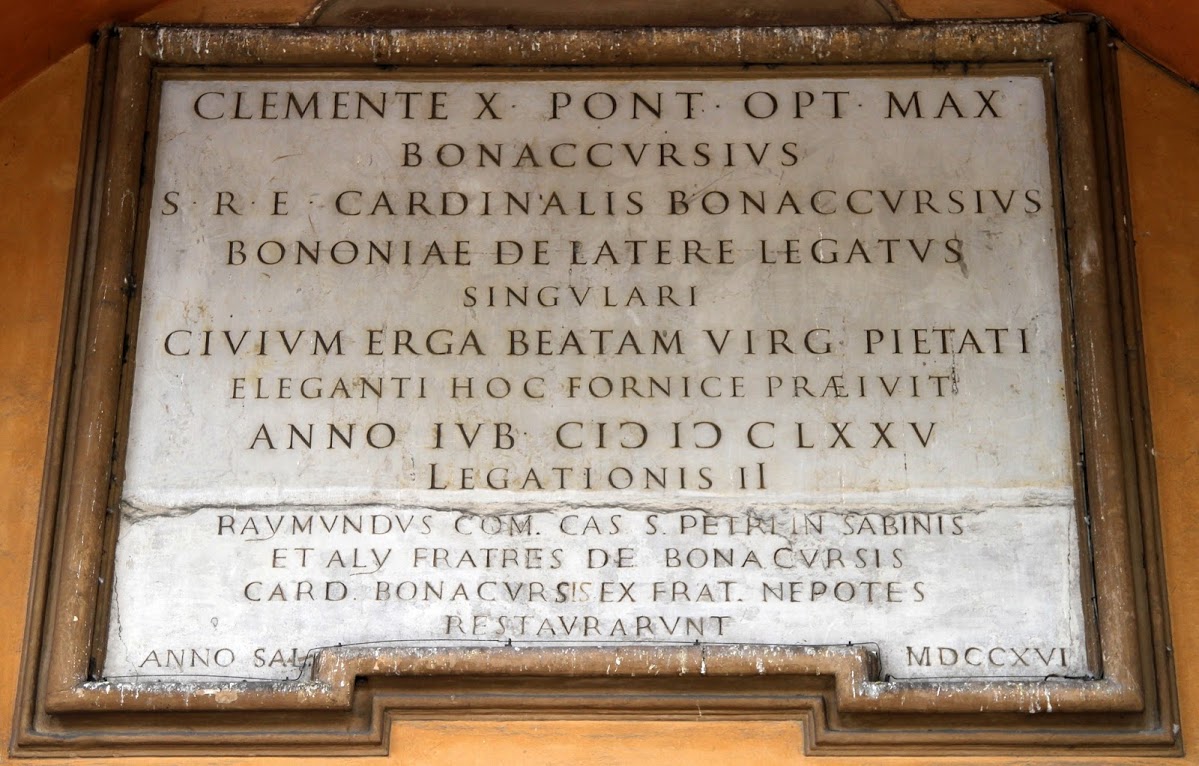 CLEMENTE X · PONT · OPT · MAX
BONACCVRSIVS
S · R · E · CARDINALIS BONACCVRSIVS
BONONIAE DE LATERE LEGATVS
SINGVLARI
CIVIVM ERGA BEATAM VIRG · PIETATI
ELEGANTI HOC FORNICE PRÆIVIT
ANNO IVB · CIƆ IƆ CLXXV
LEGATIONIS II
RAYMVNDVS COM. CAS S. PETRI IN SABINIS
ET ALY FRATRES DE BONACVRSIS
CARD. BONACVRSIS EX FRAT. NEPOTES
RESTAVRARVNT
ANNO SAL. MDCCXVI